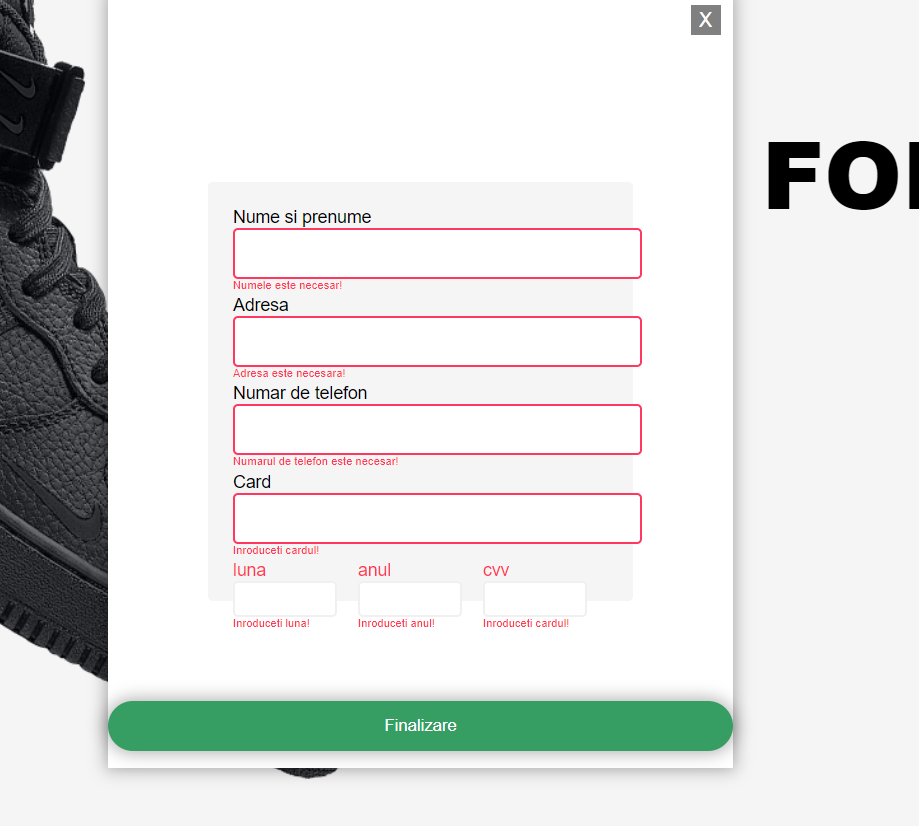 X
FO
Nume si prenume
Numele este necesar!
Adresa
Adresa este necesara!
Numar de telefon
Numarul de telefon este necesar!
Card
Inroduceti cardul!
luna anul cvv
Inroduceti luna! Inroduceti anul! Inroduceti cardul!
Finalizare